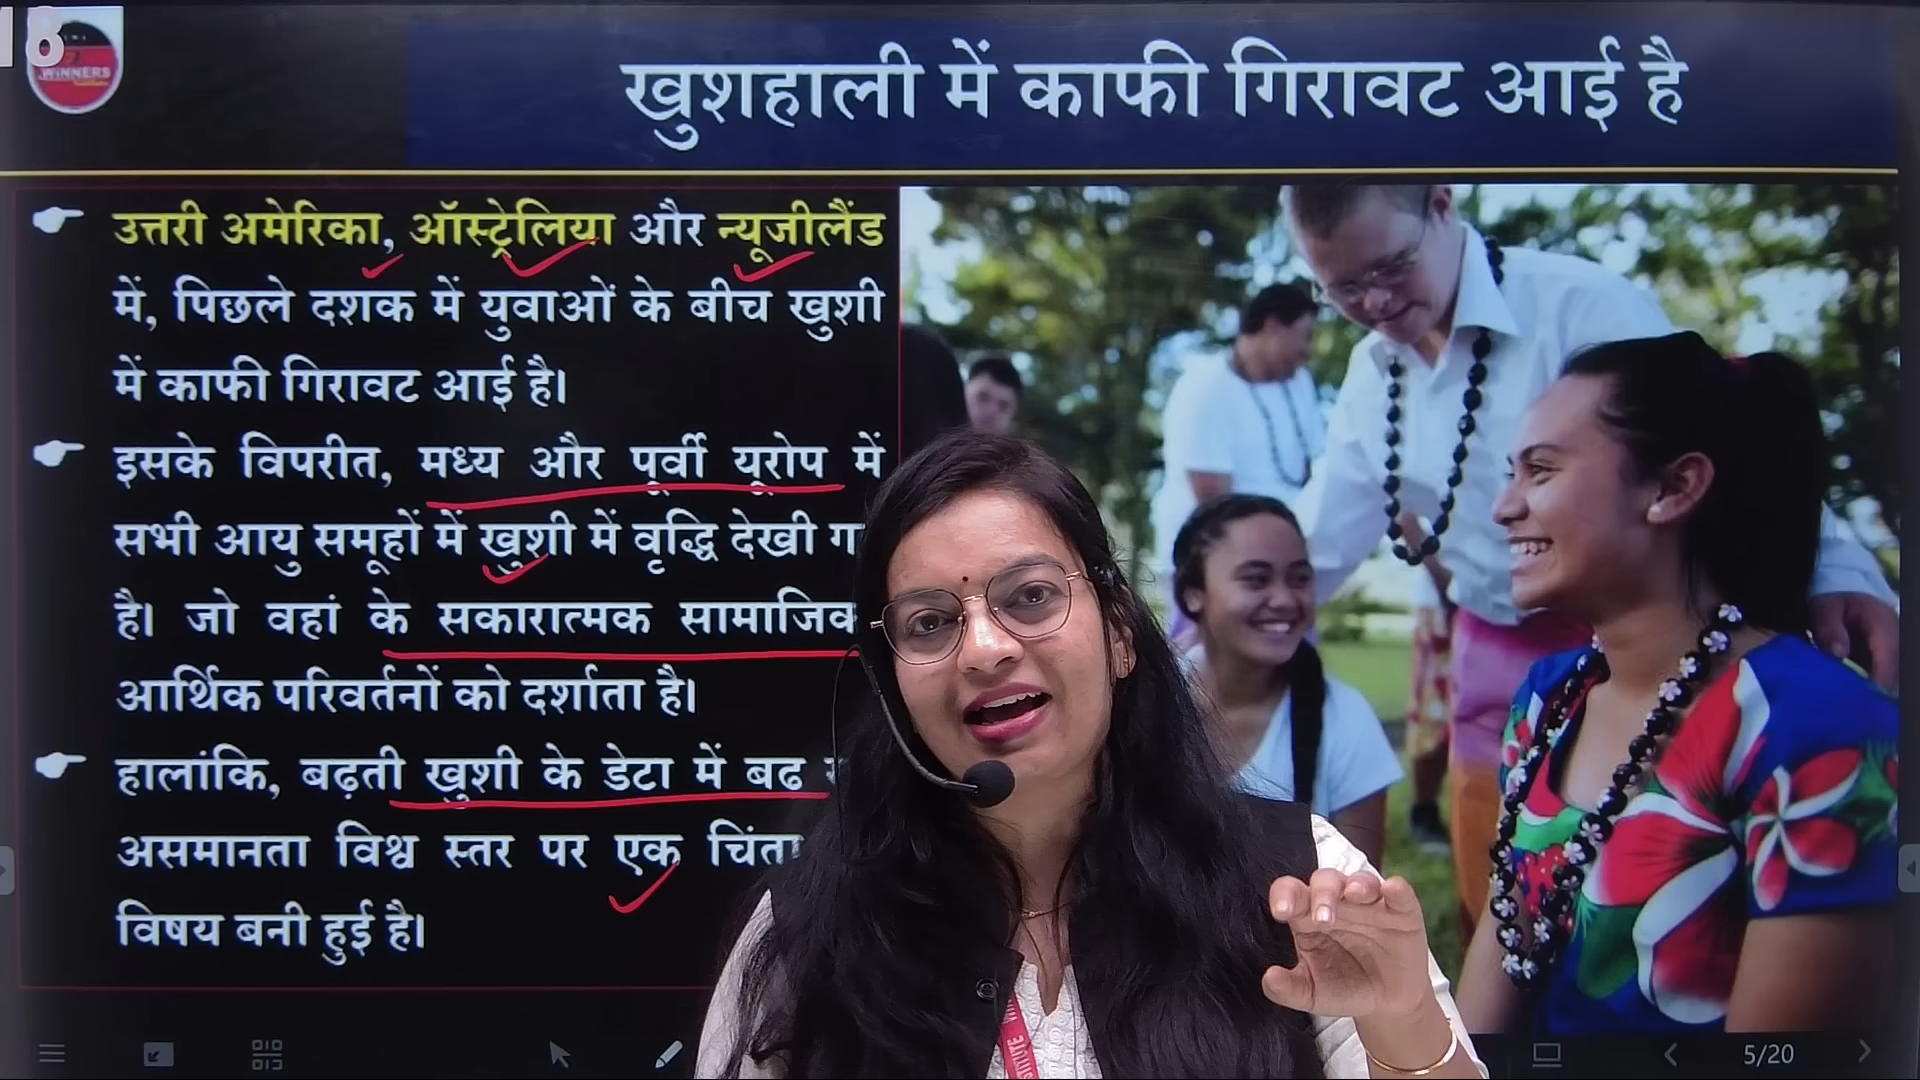 18
WINNERS
खुशहाली में काफी गिरावट आई है
उत्तरी अमेरिका, ऑस्ट्रेलिया और न्यूजीलैंड
में, पिछले दशक में युवाओं के बीच खुशी
में काफी गिरावट आई है।
इसके विपरीत, मध्य और पूर्वी यूरोप में
सभी आयु समूहों में खुशी में वृद्धि देखी
है। जो वहां के सकारात्मक सामाजिक
आर्थिक परिवर्तनों को दर्शाता है।
हालांकि, बढ़ती खुशी के डेटा में बढ
असमानता विश्व स्तर पर एक चिंता
विषय बनी हुई है।
5/20